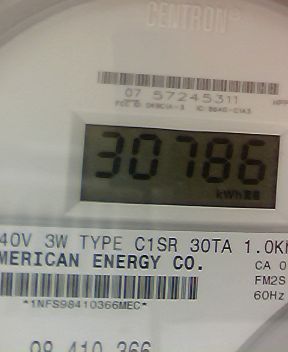 CENTRON®
07 57245311
30786
kWh
40V 3W TYPE C1SR 30TA 1.0K
MERICAN ENERGY CO. CA 0
FM2S
60Hz
*1NFS98410366MEC*
98 410 366